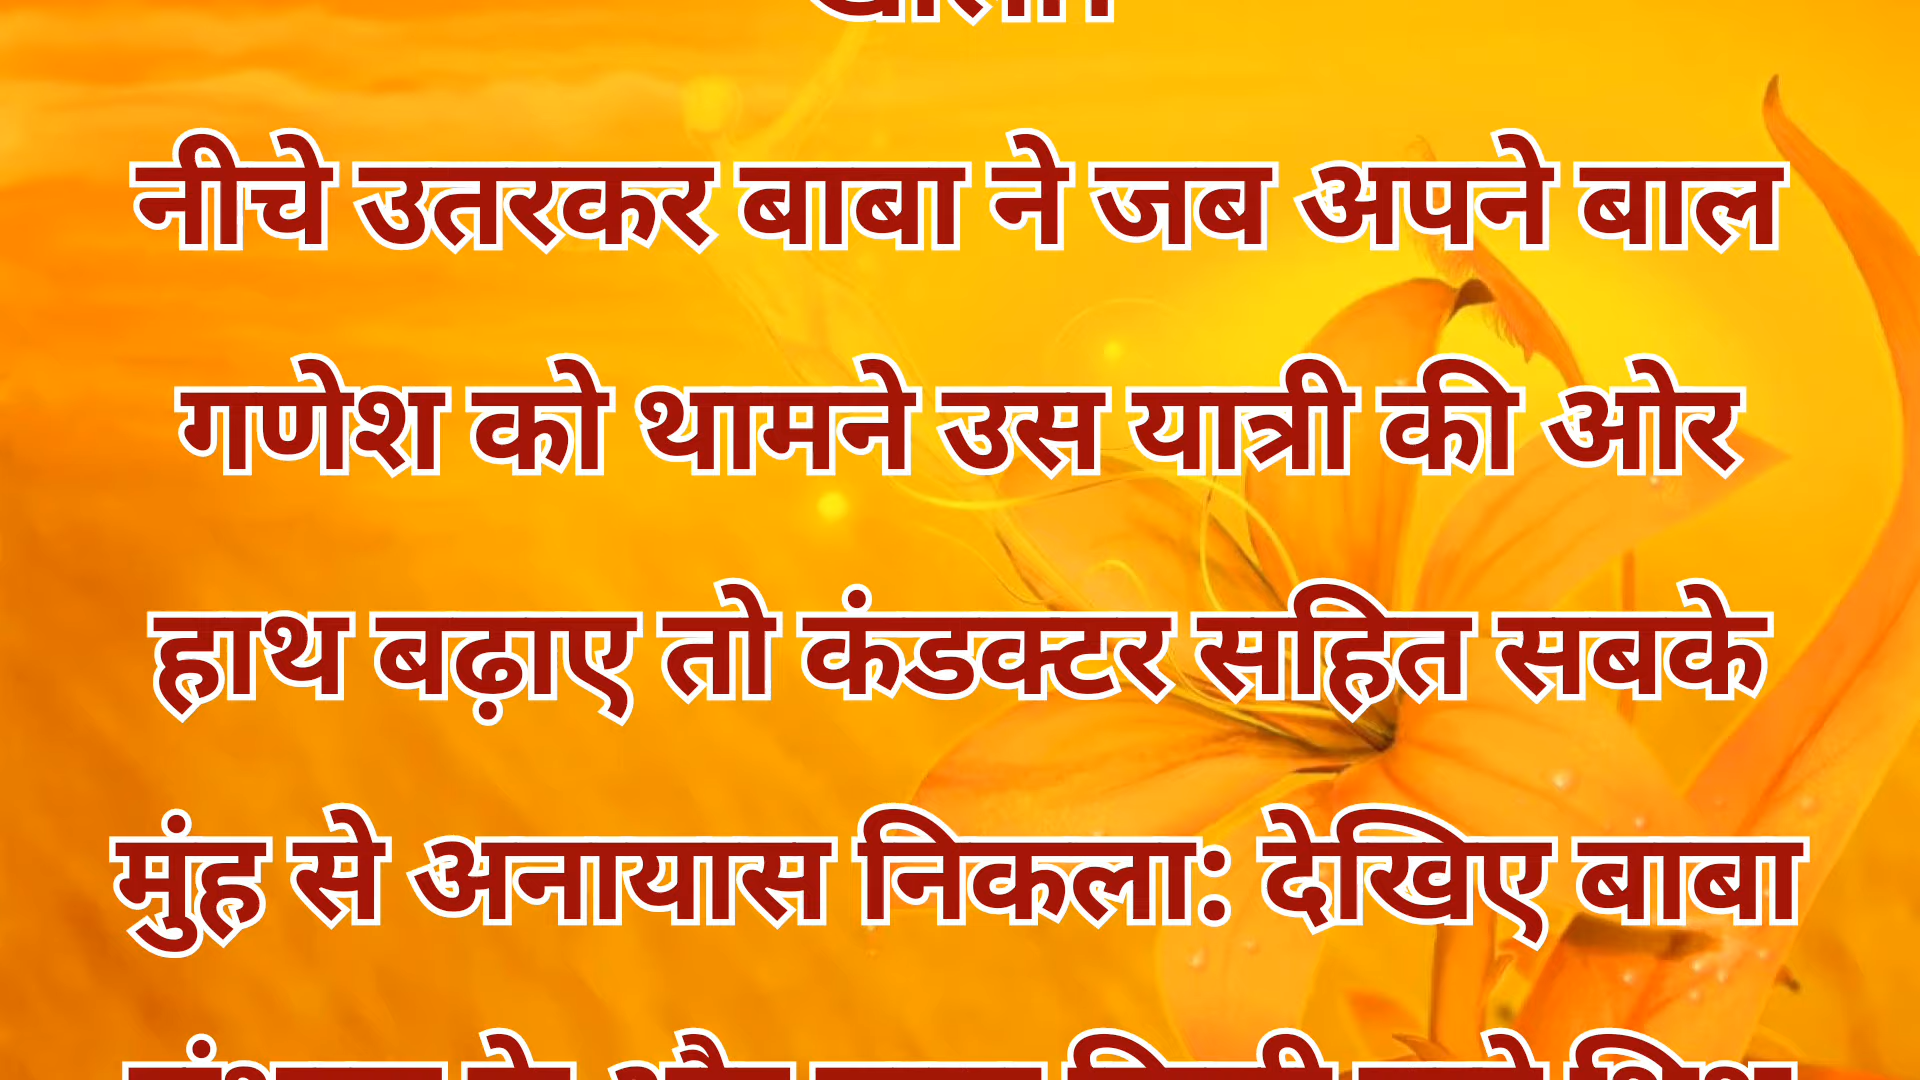 नीचे उतरकर बाबा ने जब अपने बाल
गणेश को थामने उस यात्री की ओर
हाथ बढ़ाए तो कंडक्टर सहित सबके
मुंह से अनायास निकला: देखिए बाबा